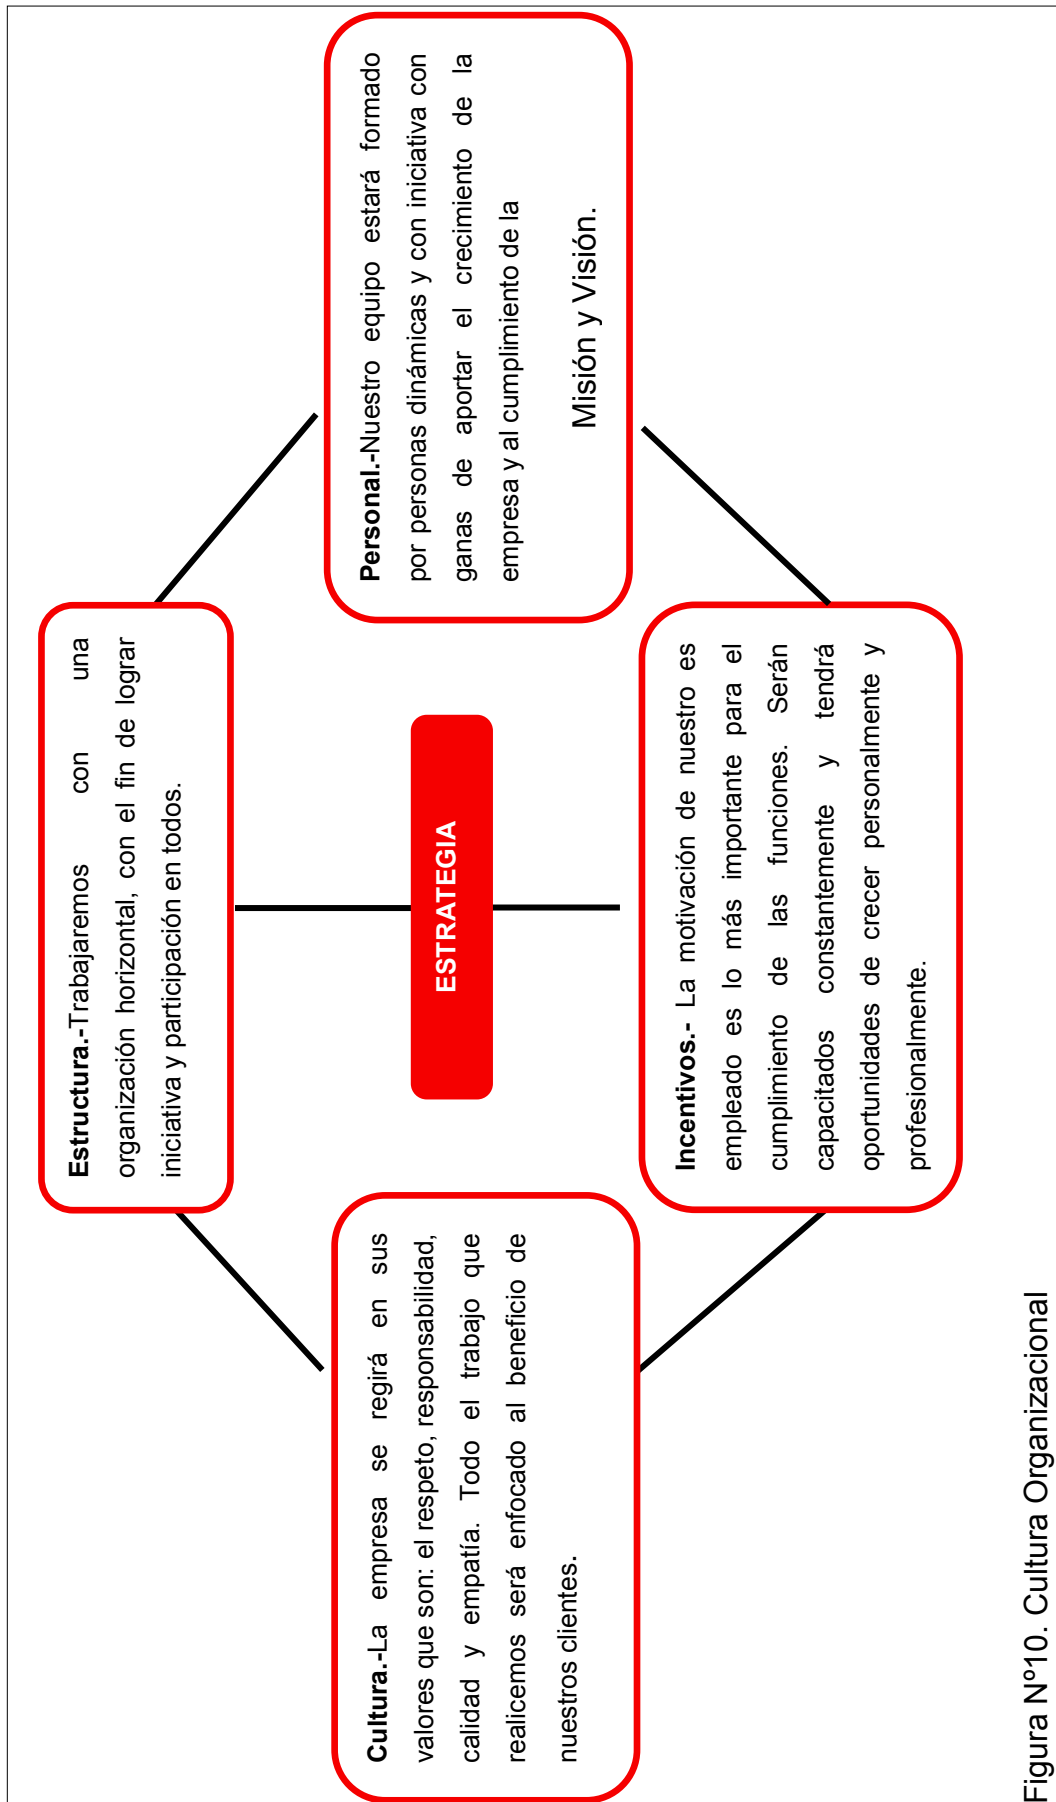 Estructura.-Trabajaremos con una
organización horizontal, con el fin de lograr
iniciativa y participación en todos.
Cultura.-La empresa se regirá en sus
valores que son: el respeto, responsabilidad,
calidad y empatía. Todo el trabajo que
realicemos será enfocado al beneficio de
nuestros clientes.
ESTRATEGIA
Personal.-Nuestro equipo estará formado
por personas dinámicas y con iniciativa con
ganas de aportar el crecimiento de la
empresa y al cumplimiento de la
Misión y Visión.
Incentivos.- La motivación de nuestro es
empleado es lo más importante para el
cumplimiento de las funciones. Serán
capacitados constantemente y tendrá
oportunidades de crecer personalmente y
profesionalmente.
Figura Nº10. Cultura Organizacional